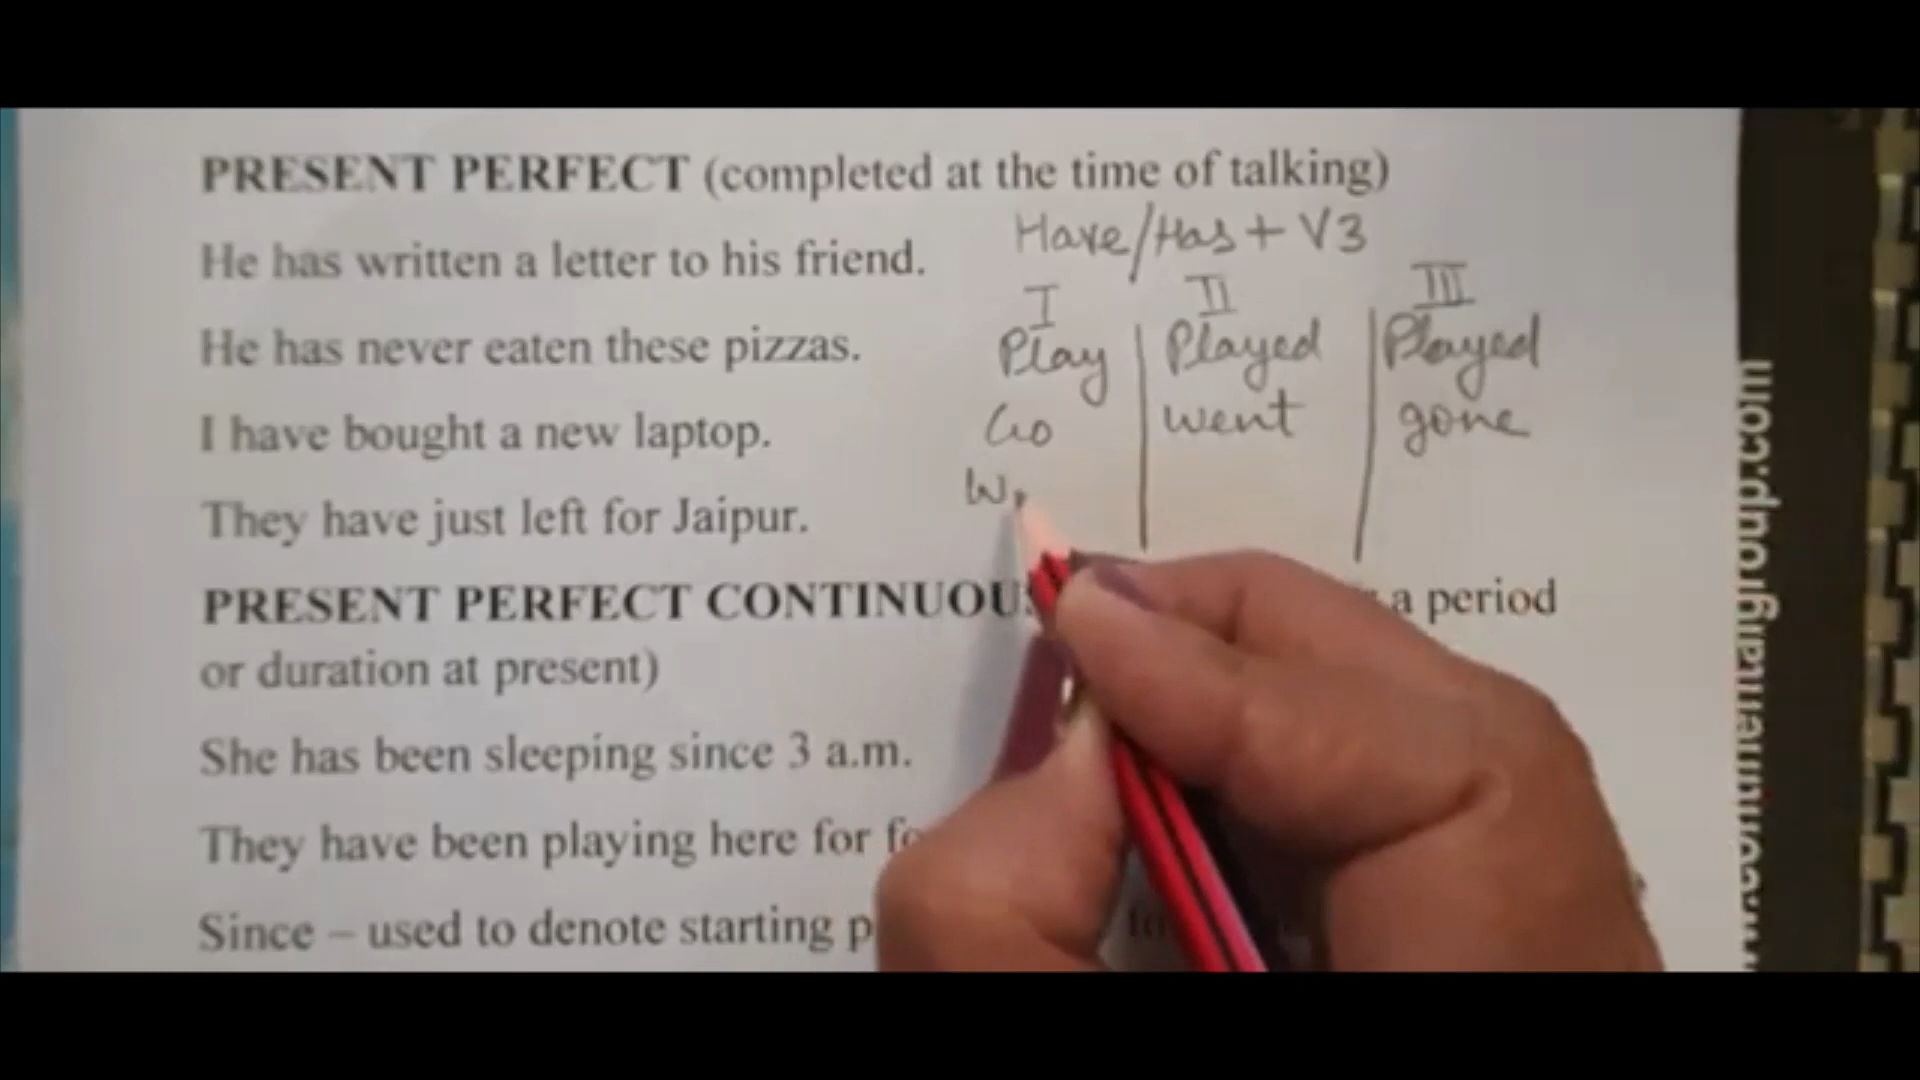 PRESENT PERFECT (completed at the time of talking)
Have/Has + V3
He has written a letter to his friend.
I II III
He has never eaten these pizzas.
Play Played Played
I have bought a new laptop.
Go went gone
They have just left for Jaipur.
PRESENT PERFECT CONTINUOUS a period
or duration at present)
She has been sleeping since 3 a.m.
They have been playing here for
Since – used to denote starting